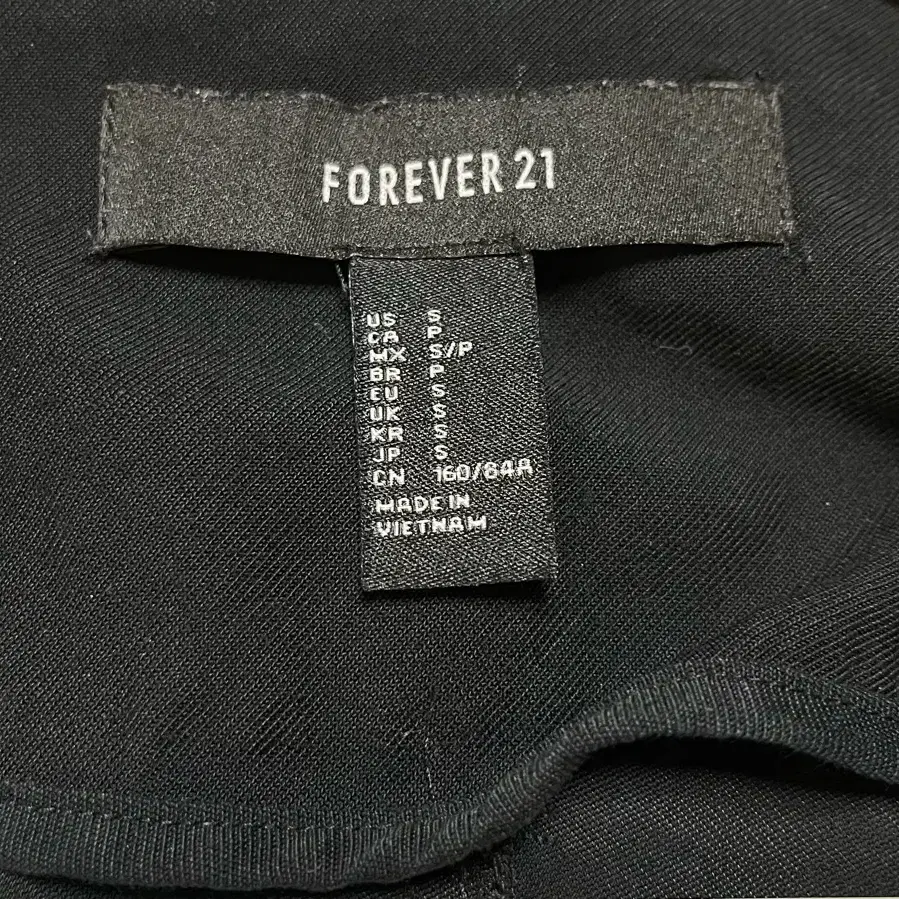 FOREVER 21
US S
CA P
MX S/P
BR P
EU S
UK S
KR S
JP S
CN 160/84A
MADE IN
VIETNAM